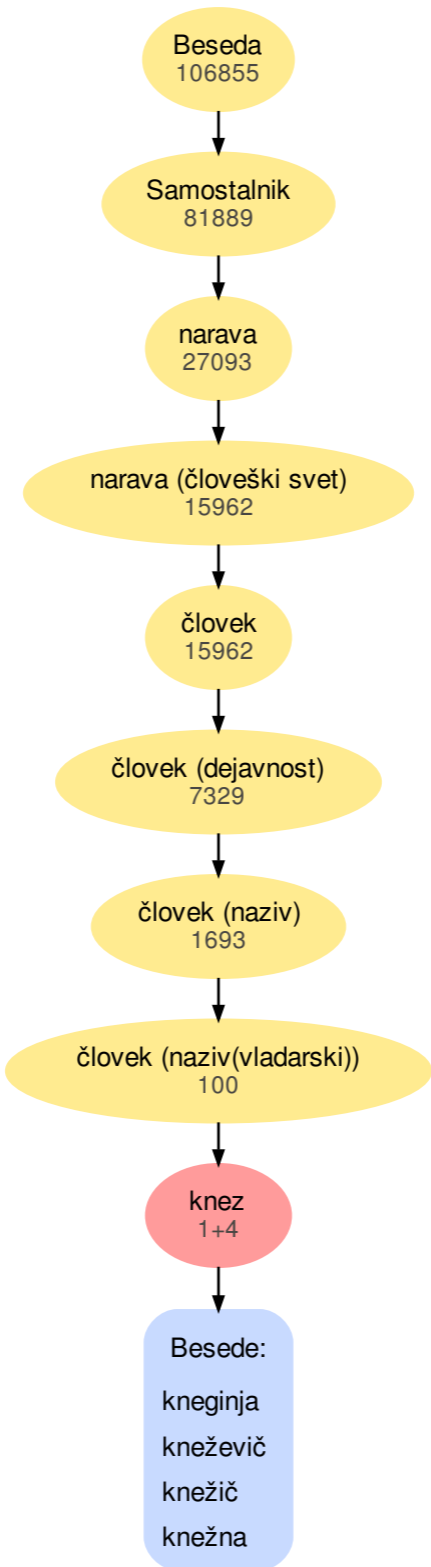 Beseda
106855
Samostalnik
81889
narava
27093
narava (človeški svet)
15962
človek
15962
človek (dejavnost)
7329
človek (naziv)
1693
človek (naziv(vladarski))
100
knez
1+4
Besede:
kneginja
kneževič
knežič
knežna